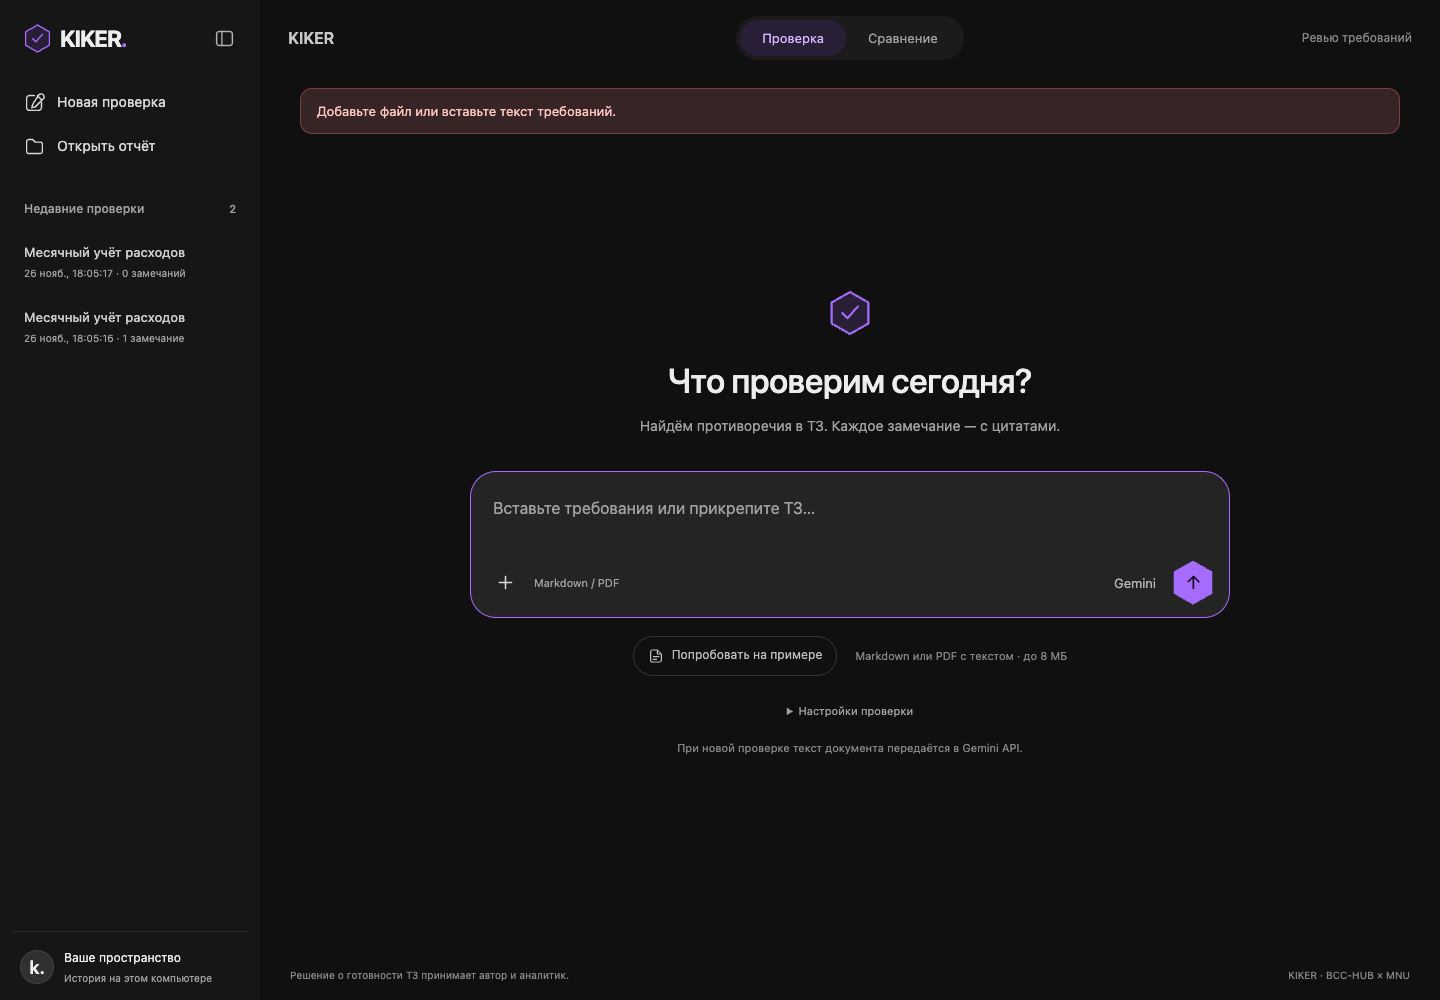 KIKER.
Новая проверка
Открыть отчёт
Недавние проверки 2
Месячный учёт расходов
26 нояб., 18:05:17 · 0 замечаний
Месячный учёт расходов
26 нояб., 18:05:16 · 1 замечание
k. Ваше пространство
История на этом компьютере
KIKER
Проверка Сравнение
Ревью требований
Добавьте файл или вставьте текст требований.
Что проверим сегодня?
Найдём противоречия в ТЗ. Каждое замечание — с цитатами.
Вставьте требования или прикрепите ТЗ...
Markdown / PDF
Gemini
Попробовать на примере
Markdown или PDF с текстом · до 8 МБ
Настройки проверки
При новой проверке текст документа передаётся в Gemini API.
Решение о готовности ТЗ принимает автор и аналитик.
KIKER · BCC-HUB × MNU